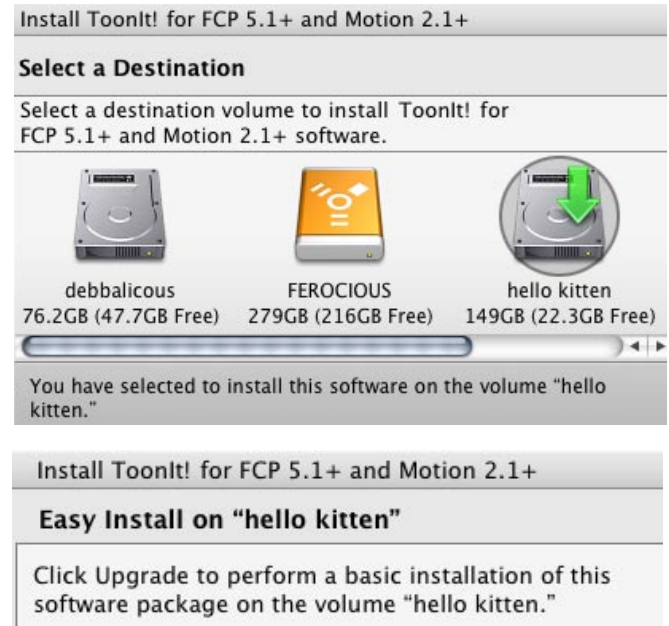 Install ToonIt! for FCP 5.1+ and Motion 2.1+
Select a Destination
Select a destination volume to install ToonIt! for
FCP 5.1+ and Motion 2.1+ software.
debbalicous
76.2GB (47.7GB Free)
FEROCIOUS
279GB (216GB Free)
hello kitten
149GB (22.3GB Free)
You have selected to install this software on the volume “hello
kitten.”
Install ToonIt! for FCP 5.1+ and Motion 2.1+
Easy Install on “hello kitten”
Click Upgrade to perform a basic installation of this
software package on the volume “hello kitten.”